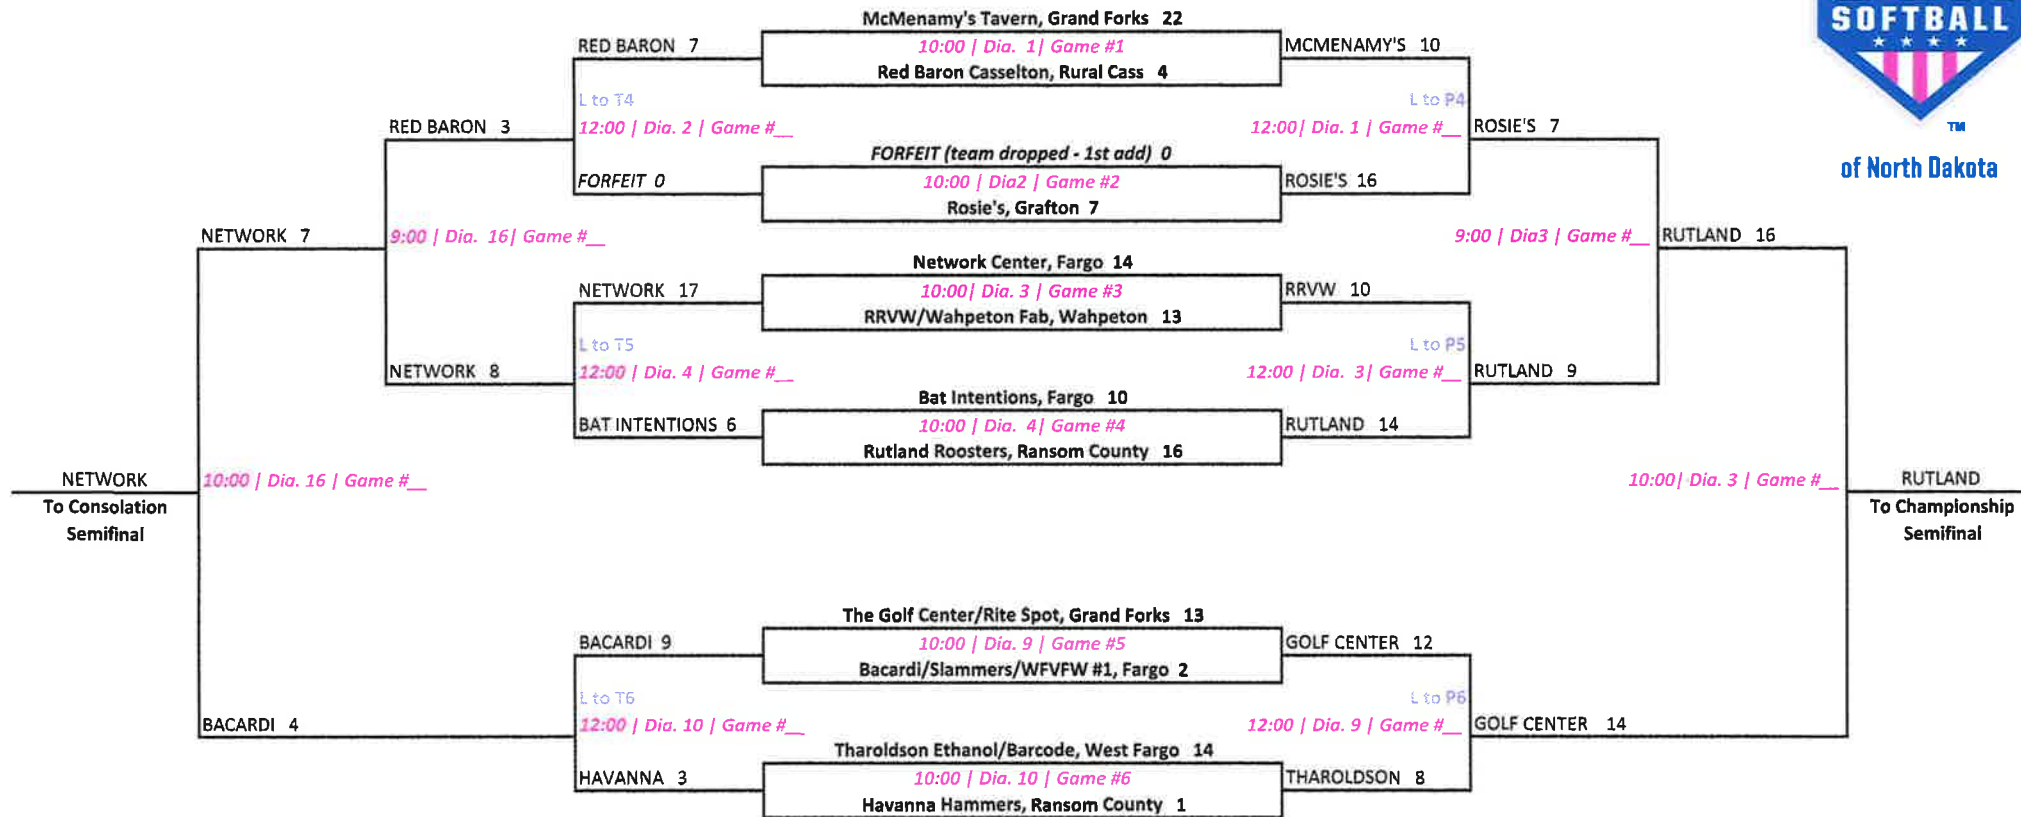 SOFTBALL
TM
of North Dakota
McMenamy's Tavern, Grand Forks 22
RED BARON 7
10:00 | Dia. 1| Game #1
MCMENAMY'S 10
Red Baron Casselton, Rural Cass 4
L to T4
L to P4
RED BARON 3
12:00 | Dia. 2 | Game #__
12:00| Dia. 1 | Game #__
ROSIE'S 7
FORFEIT (team dropped - 1st add) 0
FORFEIT 0
10:00 | Dia2 | Game #2
ROSIE'S 16
Rosie's, Grafton 7
NETWORK 7
9:00 | Dia. 16| Game #__
9:00 | Dia3 | Game #__
RUTLAND 16
Network Center, Fargo 14
NETWORK 17
10:00| Dia. 3 | Game #3
RRVW 10
RRVW/Wahpeton Fab, Wahpeton 13
L to T5
L to P5
NETWORK 8
12:00 | Dia. 4 | Game #__
12:00 | Dia. 3| Game #__
RUTLAND 9
Bat Intentions, Fargo 10
BAT INTENTIONS 6
10:00 | Dia. 4| Game #4
RUTLAND 14
Rutland Roosters, Ransom County 16
NETWORK
10:00 | Dia. 16 | Game #__
10:00| Dia. 3 | Game #__
RUTLAND
To Consolation
Semifinal
To Championship
Semifinal
The Golf Center/Rite Spot, Grand Forks 13
BACARDI 9
10:00 | Dia. 9 | Game #5
GOLF CENTER 12
Bacardi/Slammers/WFVFW #1, Fargo 2
L to T6
L to P6
BACARDI 4
12:00 | Dia. 10 | Game #__
12:00 | Dia. 9 | Game #__
GOLF CENTER 14
Tharoldson Ethanol/Barcode, West Fargo 14
HAVANNA 3
10:00 | Dia. 10 | Game #6
THAROLDSON 8
Havanna Hammers, Ransom County 1